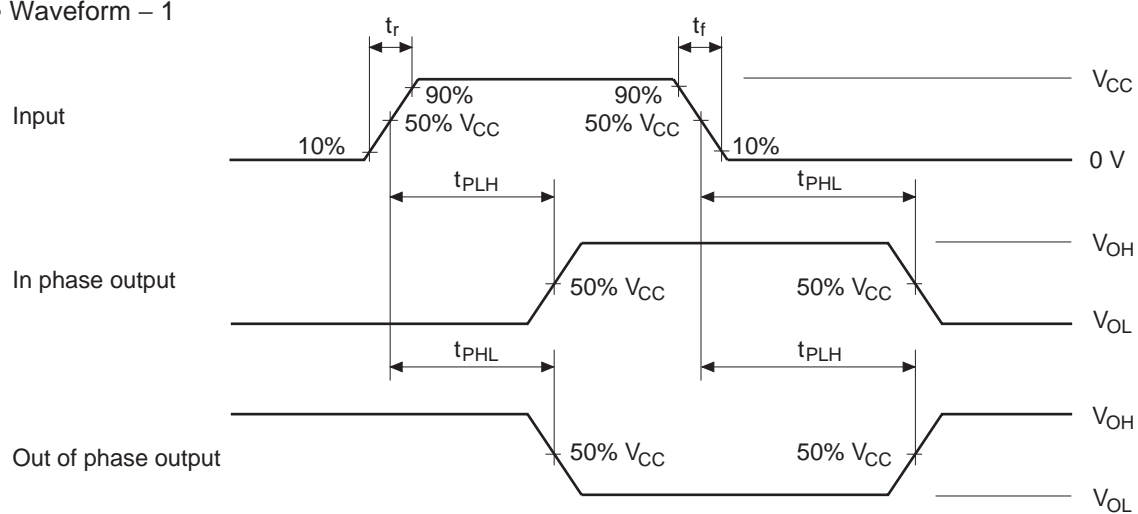 Waveform – 1
tr tf
VCC
90% 90%
Input 50% VCC 50% VCC
10% 10%
0 V
tPLH tPHL
VOH
In phase output 50% VCC 50% VCC
VOL
tPHL tPLH
VOH
Out of phase output 50% VCC 50% VCC
VOL